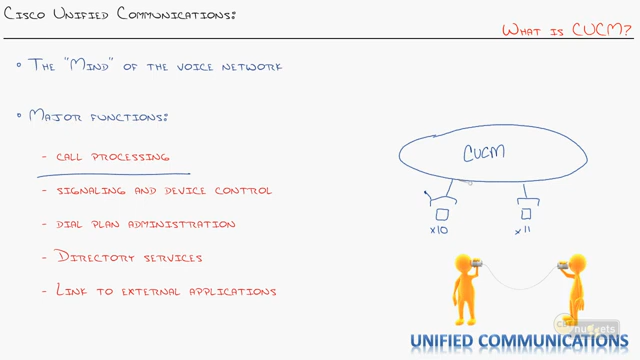 Cisco Unified Communications:
What is CUCM?
The "Mind" of the voice network
Major functions:
- call processing
- signaling and device control
- dial plan administration
- Directory services
- Link to external applications
CUCM
x10
x11
UNIFIED COMMUNICATIONS